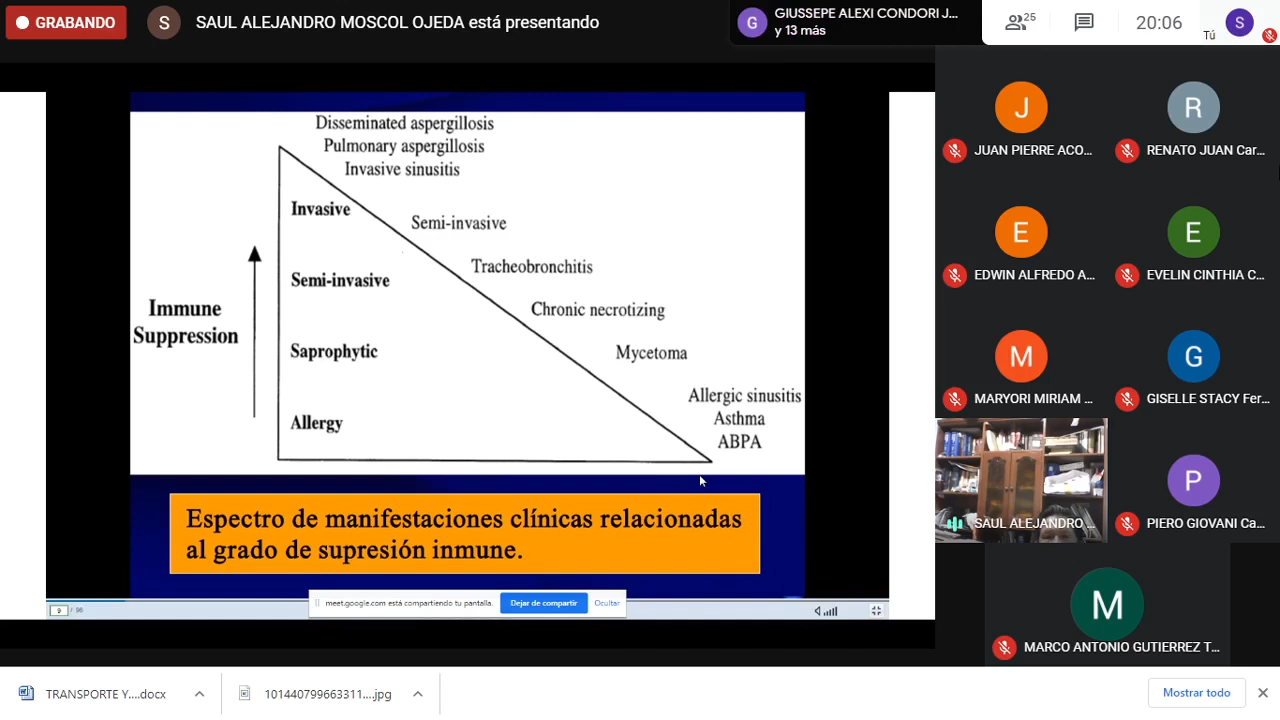 GRABANDO
S
SAUL ALEJANDRO MOSCOL OJEDA está presentando
G
GIUSSEPE ALEXI CONDORI J...
y 13 más
25
20:06
Tú
S
Disseminated aspergillosis
Pulmonary aspergillosis
Invasive sinusitis
Invasive
Semi-invasive
Semi-invasive
Tracheobronchitis
Immune
Suppression
Chronic necrotizing
Saprophytic
Mycetoma
Allergy
Allergic sinusitis
Asthma
ABPA
Espectro de manifestaciones clínicas relacionadas
al grado de supresión inmune.
9 / 98
meet.google.com está compartiendo tu pantalla.
Dejar de compartir
Ocultar
J
JUAN PIERRE ACO...
R
RENATO JUAN Car...
E
EDWIN ALFREDO A...
E
EVELIN CINTHIA C...
M
MARYORI MIRIAM ...
G
GISELLE STACY Fer...
SAUL ALEJANDRO ...
P
PIERO GIOVANI Ca...
M
MARCO ANTONIO GUTIERREZ T...
TRANSPORTE Y....docx
101440799663311....jpg
Mostrar todo